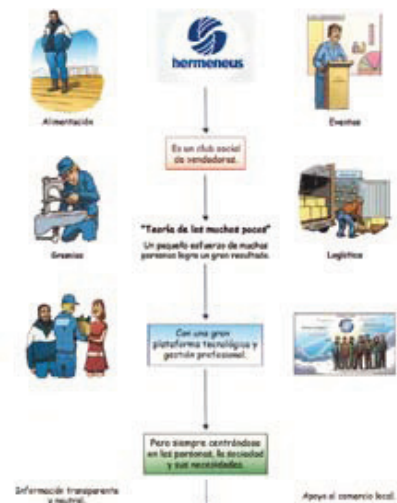 hermeneus
Alimentación
Eventos
Es un club social
de vendedores.
"Teoría de los muchos pocos"
Un pequeño esfuerzo de muchas
personas logra un gran resultado.
Gremios
Logística
Con una gran
plataforma tecnológica y
gestión profesional.
Pero siempre centrándose
en las personas, la sociedad
y sus necesidades.
Información transparente
y neutral.
Apoyo al comercio local.